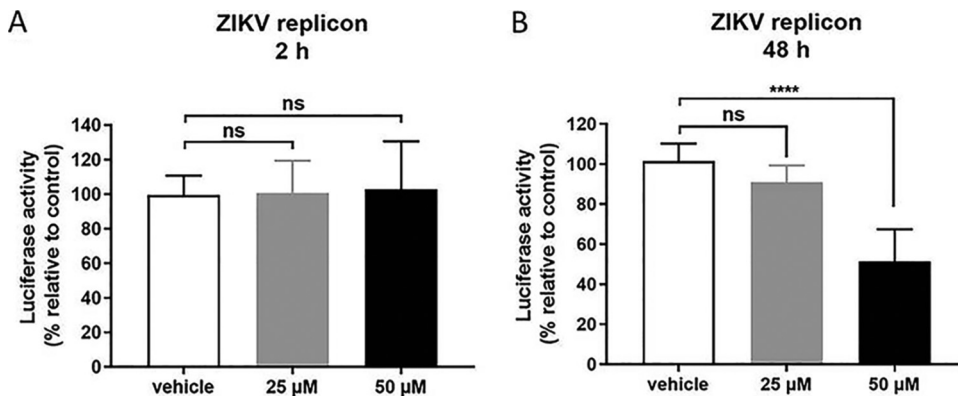 A
ZIKV replicon
2 h
ns
ns
Luciferase activity
(% relative to control)
140
120
100
80
60
40
20
0
vehicle
25 µM
50 µM
B
ZIKV replicon
48 h
****
ns
Luciferase activity
(% relative to control)
120
100
80
60
40
20
0
vehicle
25 µM
50 µM